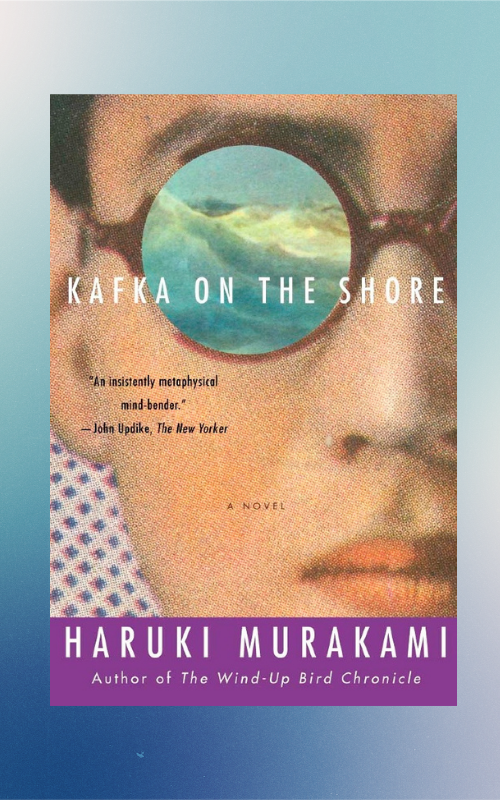 KAFKA ON THE SHORE
"An insistently metaphysical
mind-bender."
—John Updike, The New Yorker
A NOVEL
HARUKI MURAKAMI
Author of The Wind-Up Bird Chronicle